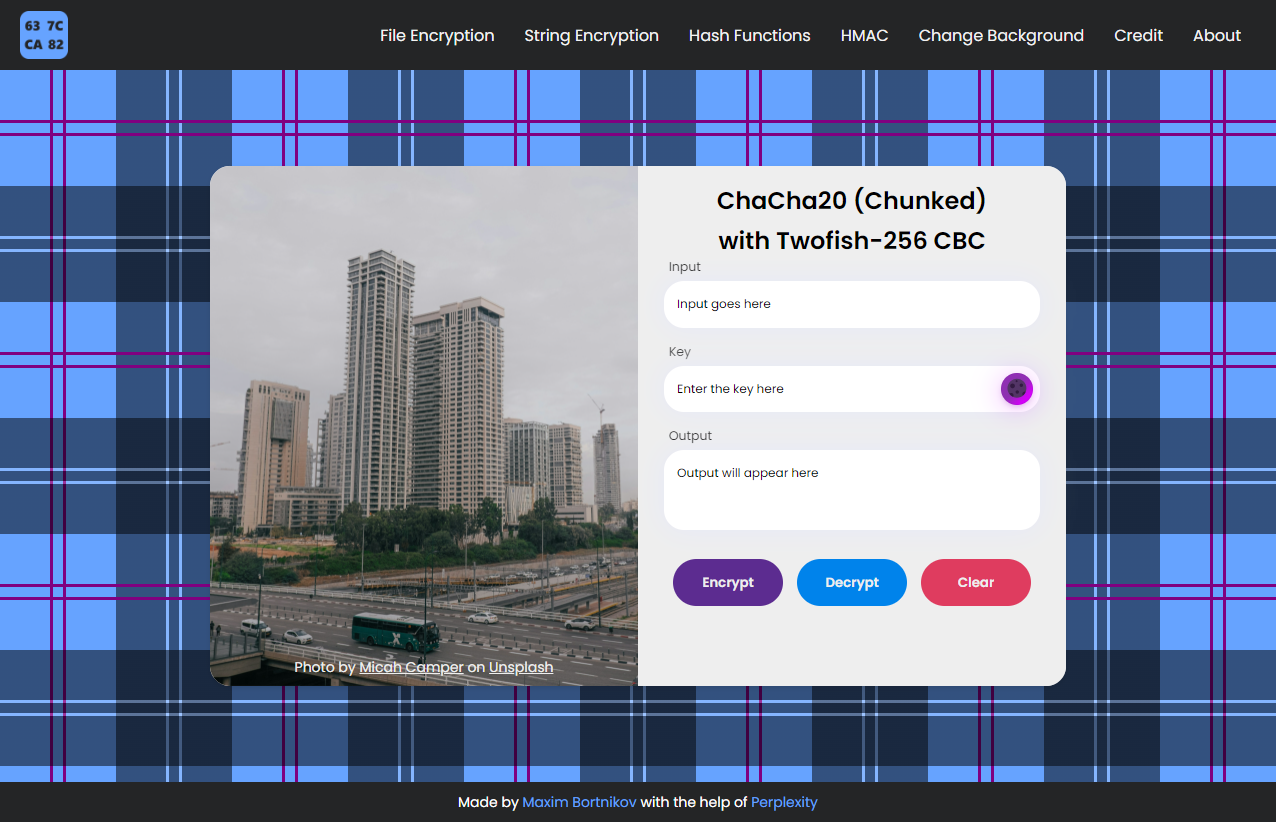 63 7C
CA 82
File Encryption String Encryption Hash Functions HMAC Change Background Credit About
ChaCha20 (Chunked)
with Twofish-256 CBC
Input
Input goes here
Key
Enter the key here
Output
Output will appear here
Encrypt Decrypt Clear
Photo by Micah Camper on Unsplash
Made by Maxim Bortnikov with the help of Perplexity